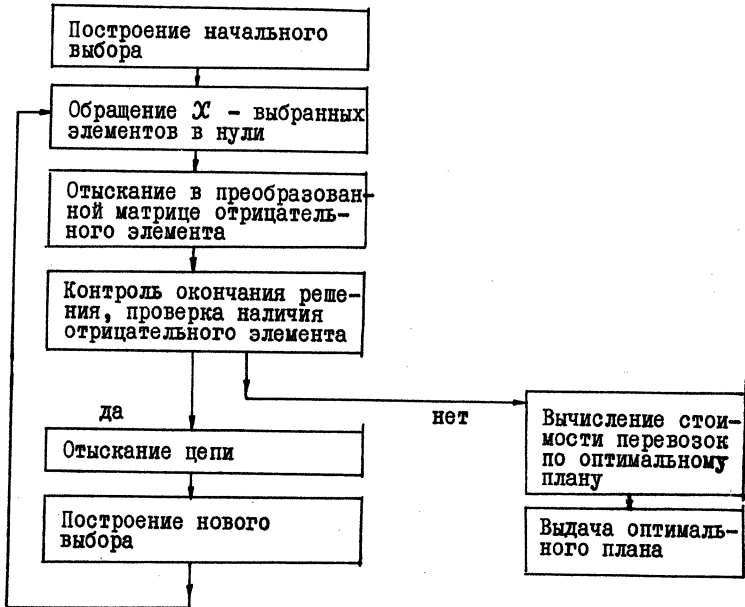 Построение начального
выбора
Обращение X - выбранных
элементов в нули
Отыскание в преобразован-
ной матрице отрицатель-
ного элемента
Контроль окончания реше-
ния, проверка наличия
отрицательного элемента
да
нет
Отыскание цепи
Построение нового
выбора
Вычисление стои-
мости перевозок
по оптимальному
плану
Выдача оптималь-
ного плана